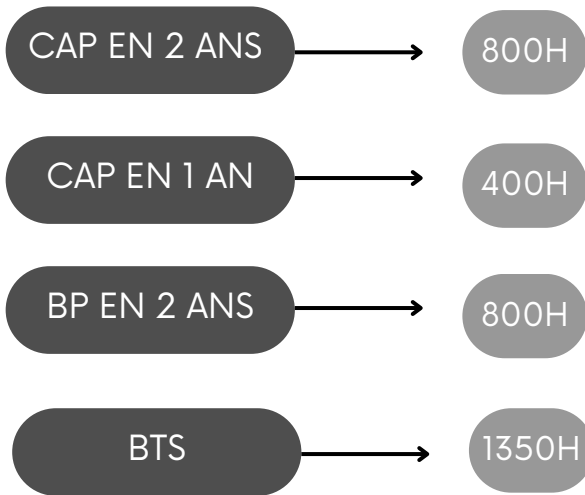 CAP EN 2 ANS
800H
CAP EN 1 AN
400H
BP EN 2 ANS
800H
BTS
1350H